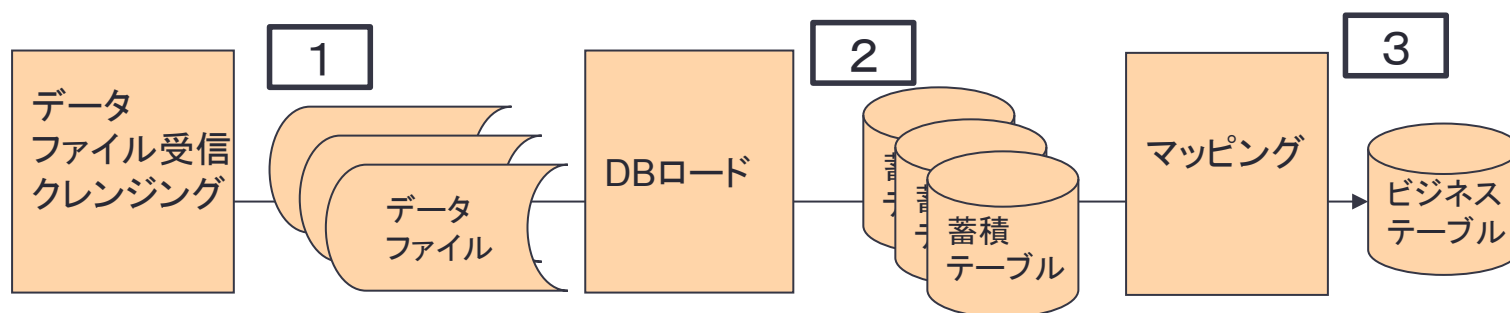 1
2
3
データ
ファイル受信
クレンジング
データ
ファイル
DBロード
蓄積
テーブル
マッピング
ビジネス
テーブル